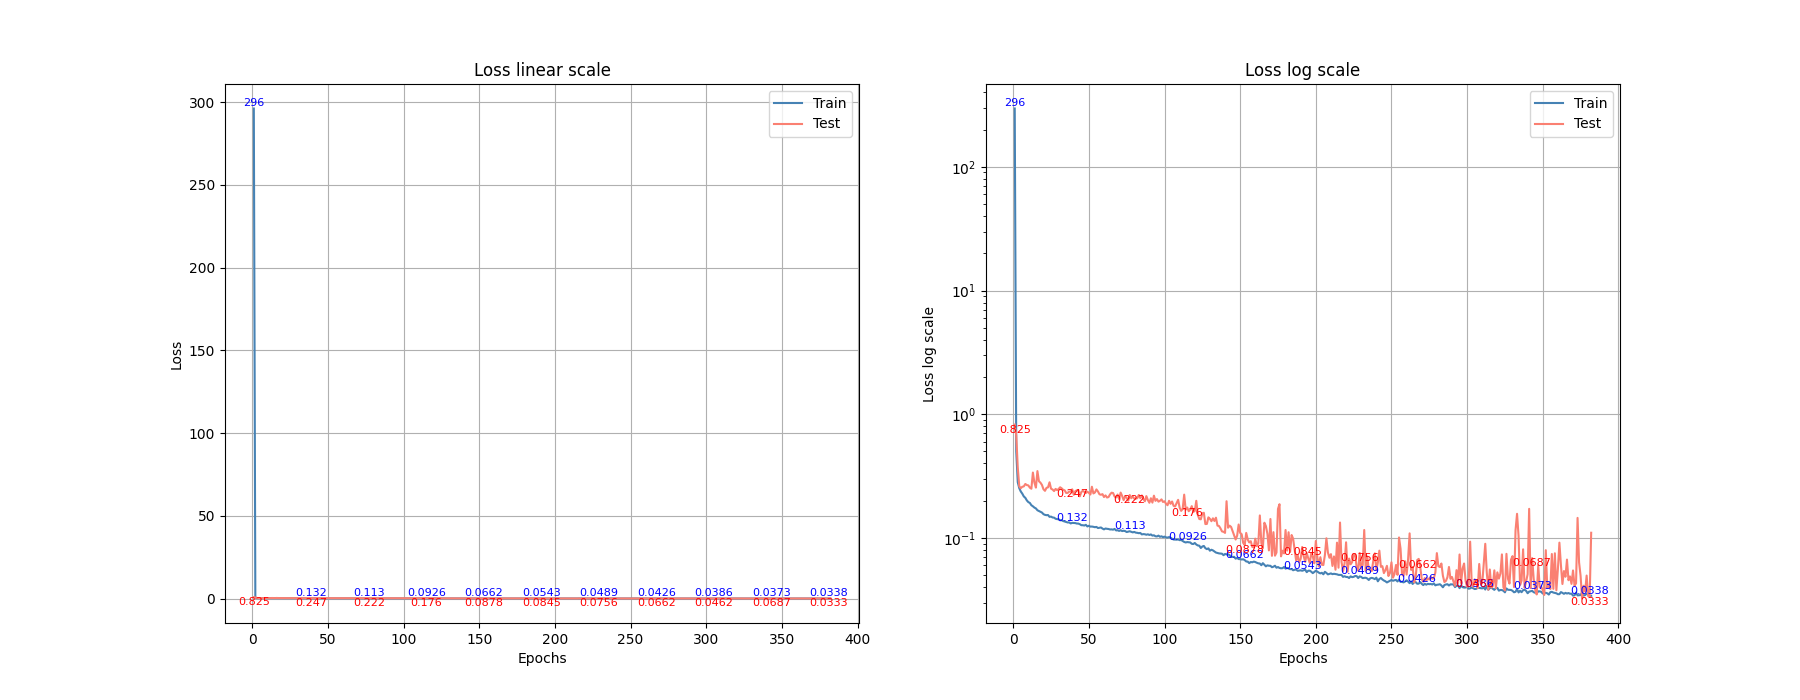 Loss linear scale
300
250
200
150
100
50
0
Loss
296
Train
Test
0.132 0.113 0.0926 0.0662 0.0543 0.0489 0.0426 0.0386 0.0373 0.0338
0.825 0.247 0.222 0.176 0.0878 0.0845 0.0756 0.0662 0.0462 0.0687 0.0333
0 50 100 150 200 250 300 350 400
Epochs
Loss log scale
10²
10¹
10⁰
10⁻¹
Loss log scale
296
Train
Test
0.825
0.247 0.222 0.176 0.0878 0.0845 0.0756 0.0662 0.0462 0.0687 0.0333
0.132 0.113 0.0926 0.0662 0.0543 0.0489 0.0426 0.0386 0.0373 0.0338
0 50 100 150 200 250 300 350 400
Epochs